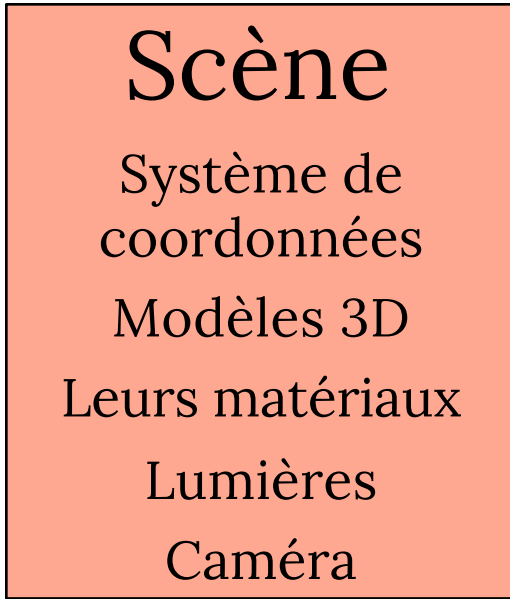 Scène
Système de
coordonnées
Modèles 3D
Leurs matériaux
Lumières
Caméra